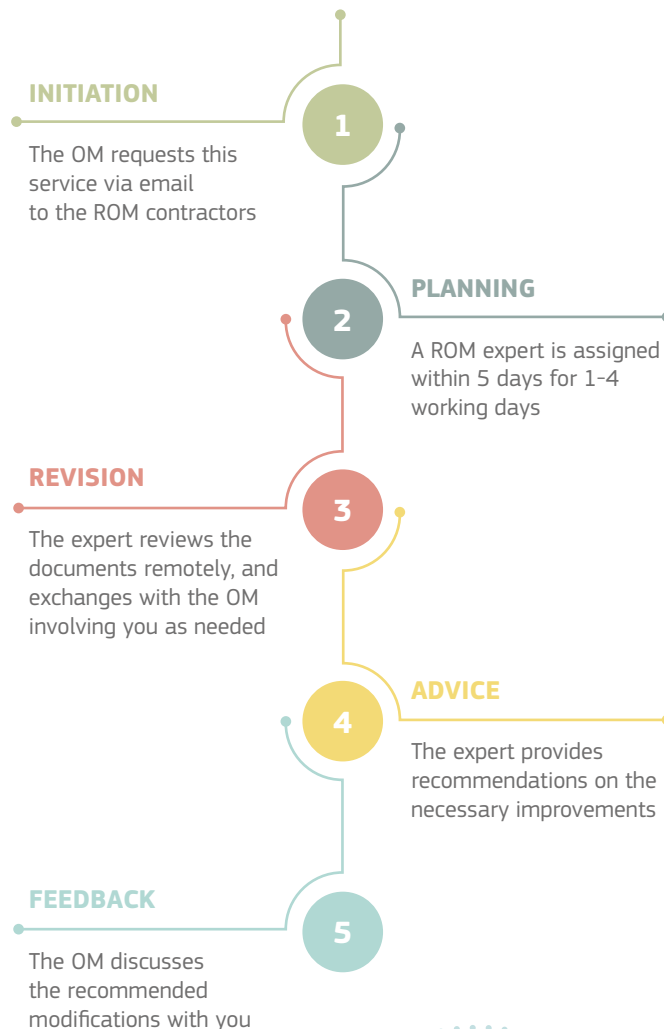 INITIATION
1
The OM requests this
service via email
to the ROM contractors
PLANNING
2
A ROM expert is assigned
within 5 days for 1-4
working days
REVISION
3
The expert reviews the
documents remotely, and
exchanges with the OM
involving you as needed
ADVICE
4
The expert provides
recommendations on the
necessary improvements
FEEDBACK
5
The OM discusses
the recommended
modifications with you